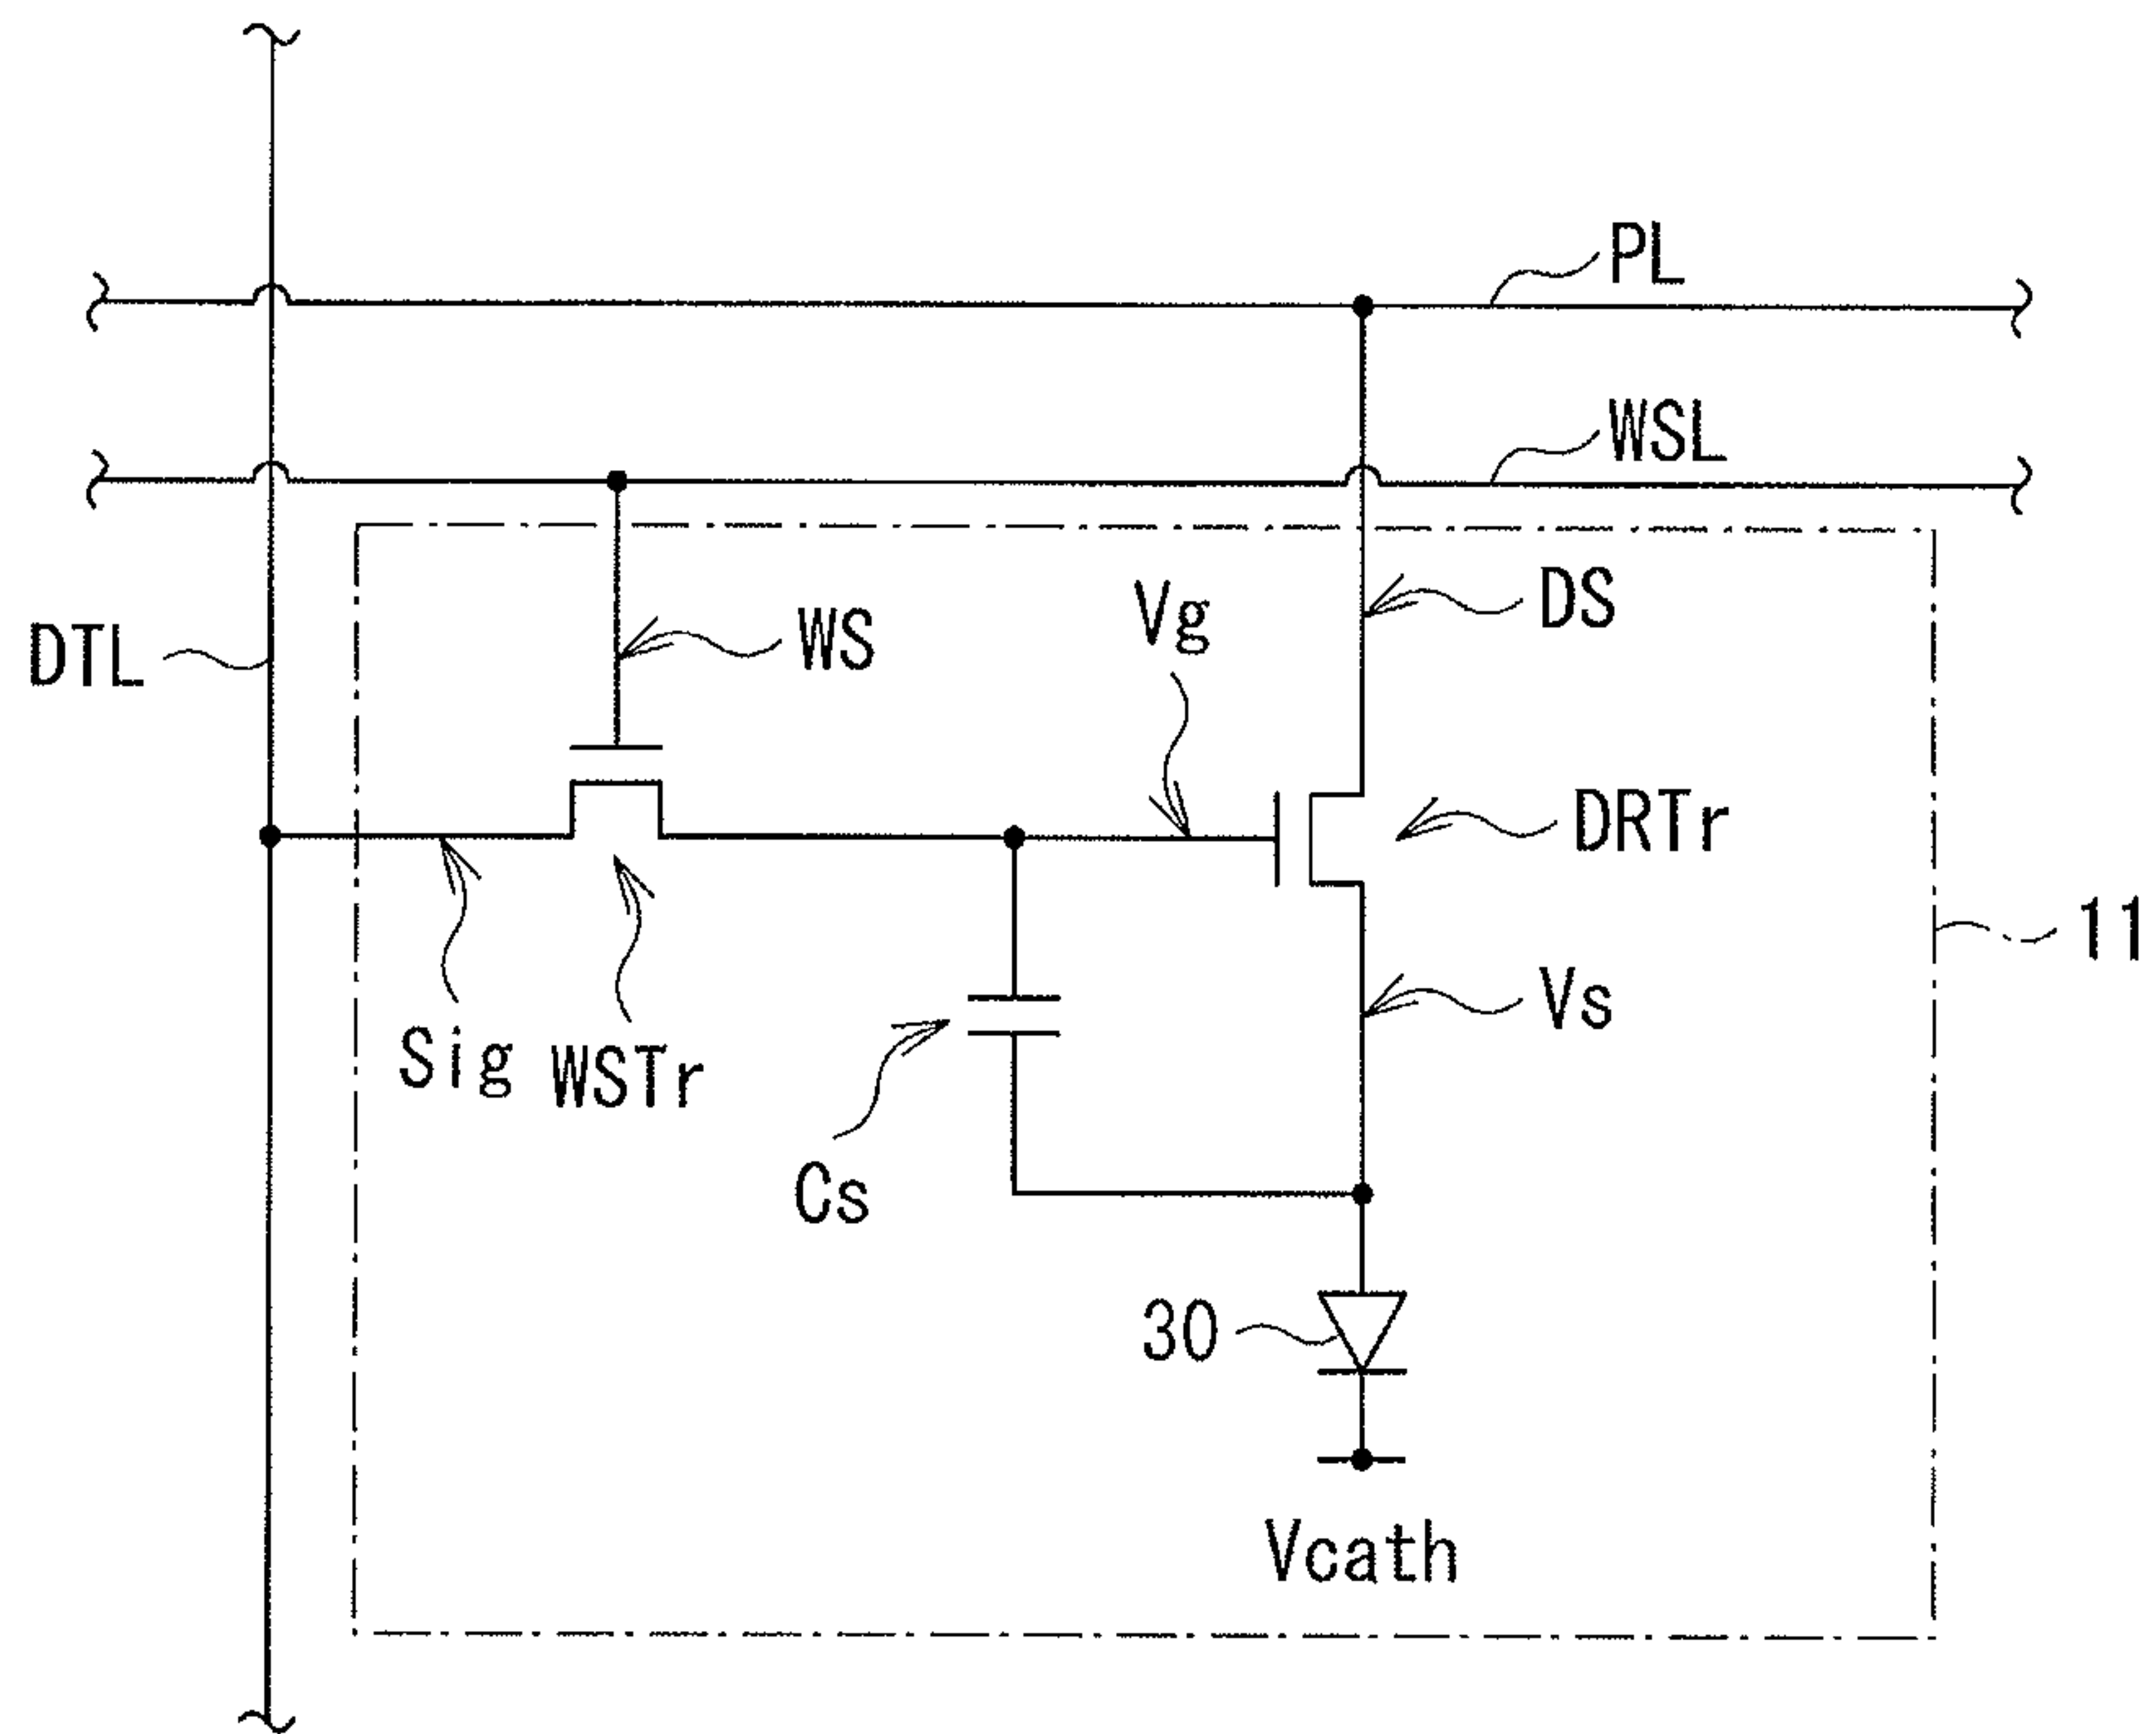 PL
WSL
DS
Vg
WS
DTL
DRTr
11
Vs
Sig
WSTr
Cs
30
Vcath